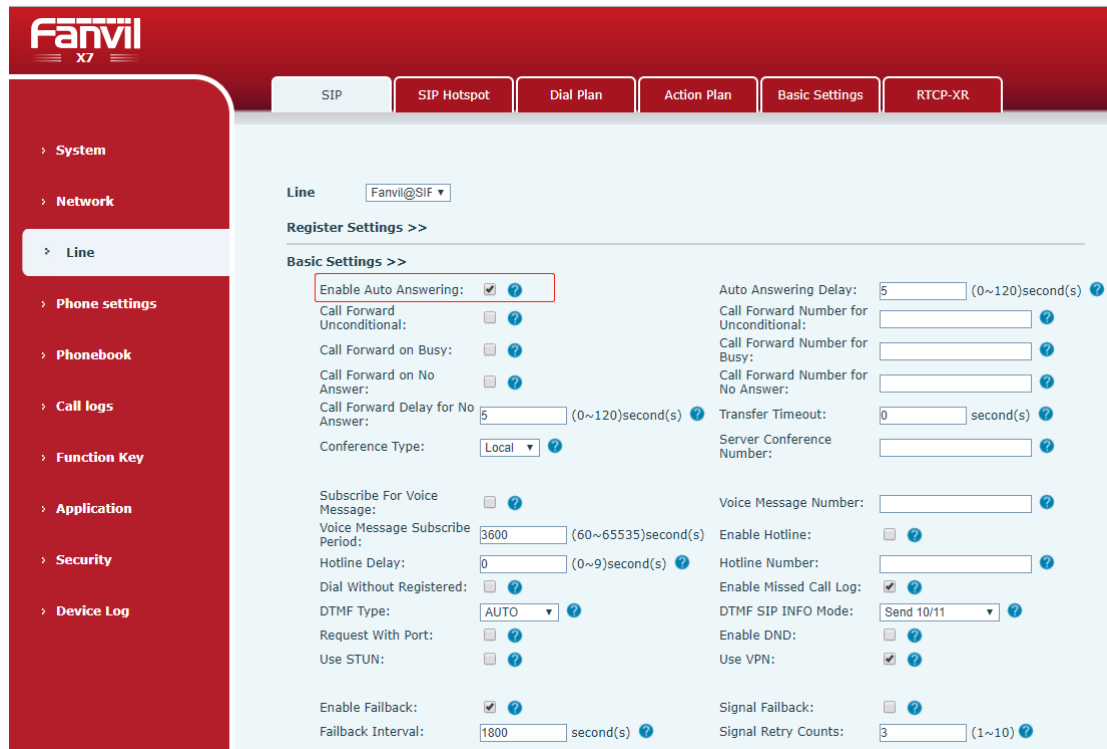 Fanvil
X7
SIP
SIP Hotspot
Dial Plan
Action Plan
Basic Settings
RTCP-XR
› System
› Network
› Line
› Phone settings
› Phonebook
› Call logs
› Function Key
› Application
› Security
› Device Log
Line Fanvil@SIF
Register Settings >>
Basic Settings >>
Enable Auto Answering: Auto Answering Delay: 5 (0~120)second(s)
Call Forward
Unconditional:
Call Forward Number for
Unconditional:
Call Forward on Busy:
Call Forward Number for
Busy:
Call Forward on No
Answer:
Call Forward Number for
No Answer:
Call Forward Delay for No
Answer: 5 (0~120)second(s)
Transfer Timeout: 0 second(s)
Conference Type: Local
Server Conference
Number:
Subscribe For Voice
Message:
Voice Message Number:
Voice Message Subscribe
Period: 3600 (60~65535)second(s)
Enable Hotline:
Hotline Delay: 0 (0~9)second(s)
Hotline Number:
Dial Without Registered:
Enable Missed Call Log:
DTMF Type: AUTO
DTMF SIP INFO Mode: Send 10/11
Request With Port:
Enable DND:
Use STUN:
Use VPN:
Enable Failback:
Signal Failback:
Failback Interval: 1800 second(s)
Signal Retry Counts: 3 (1~10)